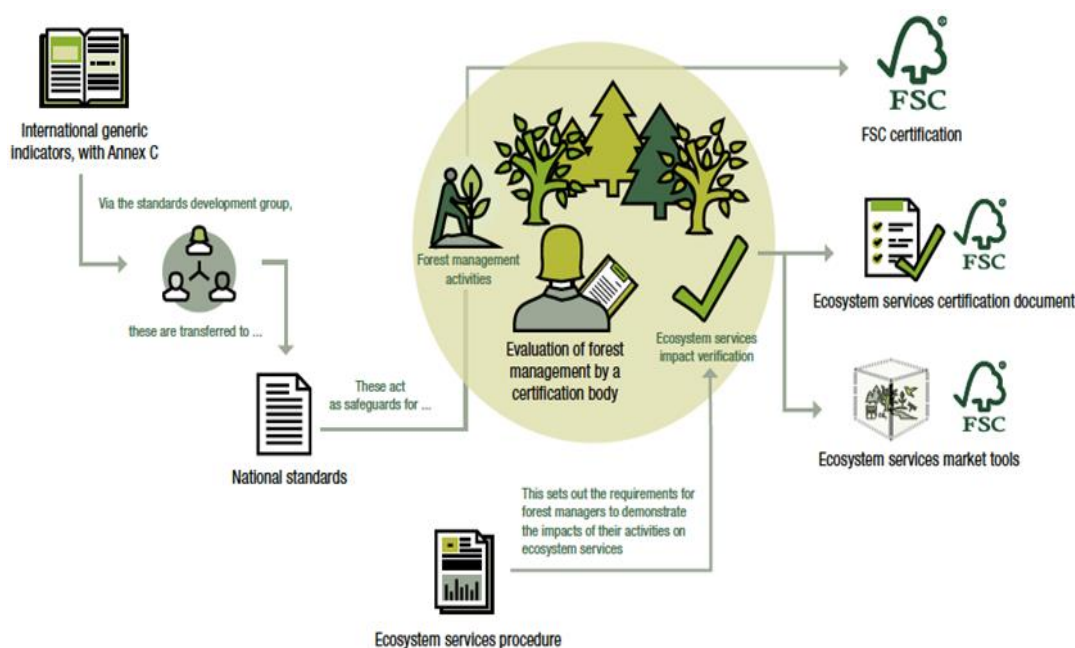 International generic
indicators, with Annex C
Via the standards development group,
these are transferred to ...
National standards
These act
as safeguards for ...
Forest management
activities
Evaluation of forest
management by a
certification body
Ecosystem services
impact verification
This sets out the requirements for
forest managers to demonstrate
the impacts of their activities on
ecosystem services
Ecosystem services procedure
FSC
FSC certification
FSC
Ecosystem services certification document
FSC
Ecosystem services market tools